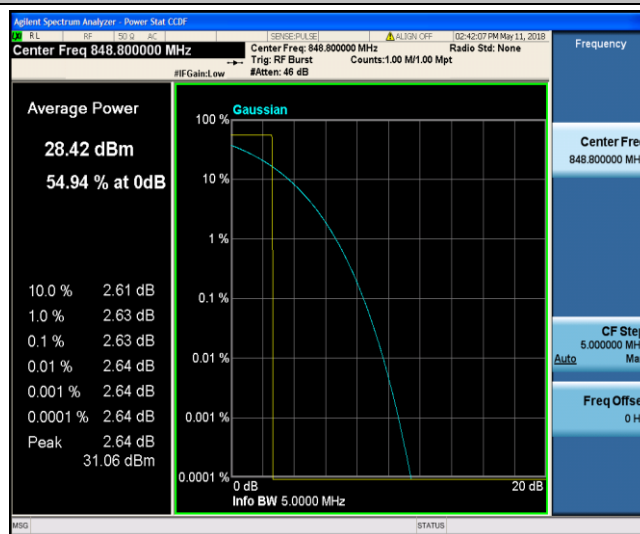 Agilent Spectrum Analyzer - Power Stat CCDF
RL RF 50 Ω AC SENSE:PULSE ALIGN OFF 02:42:07 PM May 11, 2018
Center Freq 848.800000 MHz
Center Freq: 848.800000 MHz Radio Std: None
Trig: RF Burst Counts:1.00 M/1.00 Mpt
#IFGain:Low #Atten: 46 dB
Average Power
28.42 dBm
54.94 % at 0dB
10.0 % 2.61 dB
1.0 % 2.63 dB
0.1 % 2.63 dB
0.01 % 2.64 dB
0.001 % 2.64 dB
0.0001 % 2.64 dB
Peak 2.64 dB
31.06 dBm
Gaussian
100 %
10 %
1 %
0.1 %
0.01 %
0.001 %
0.0001 %
0 dB 20 dB
Info BW 5.0000 MHz
Frequency
Center Fre
848.800000 MH
CF Ste
5.000000 MH
Auto Ma
Freq Offse
0 H
MSG STATUS